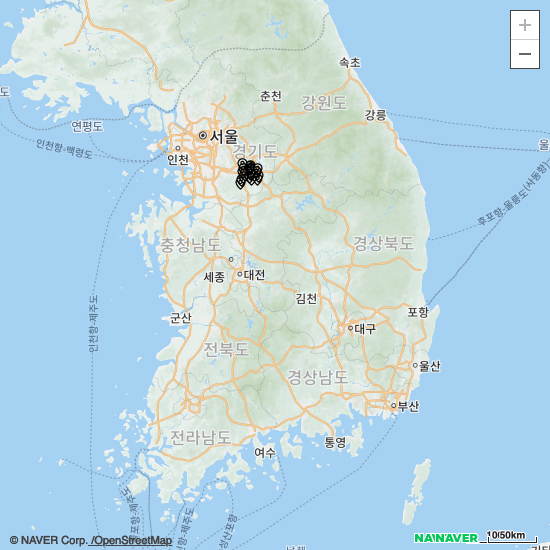 +
−
속초
춘천
강원도
강릉
도
연평도
서울
경기도
인천항-백령도
인천
울
후포항-울릉도(사동항)
충청남도
경상북도
세종
대전
김천
인천항-제주도
군산
포항
대구
전북도
경상남도
울산
부산
전라남도
통영
여수
© NAVER Corp. /OpenStreetMap
NAVER
10/50km